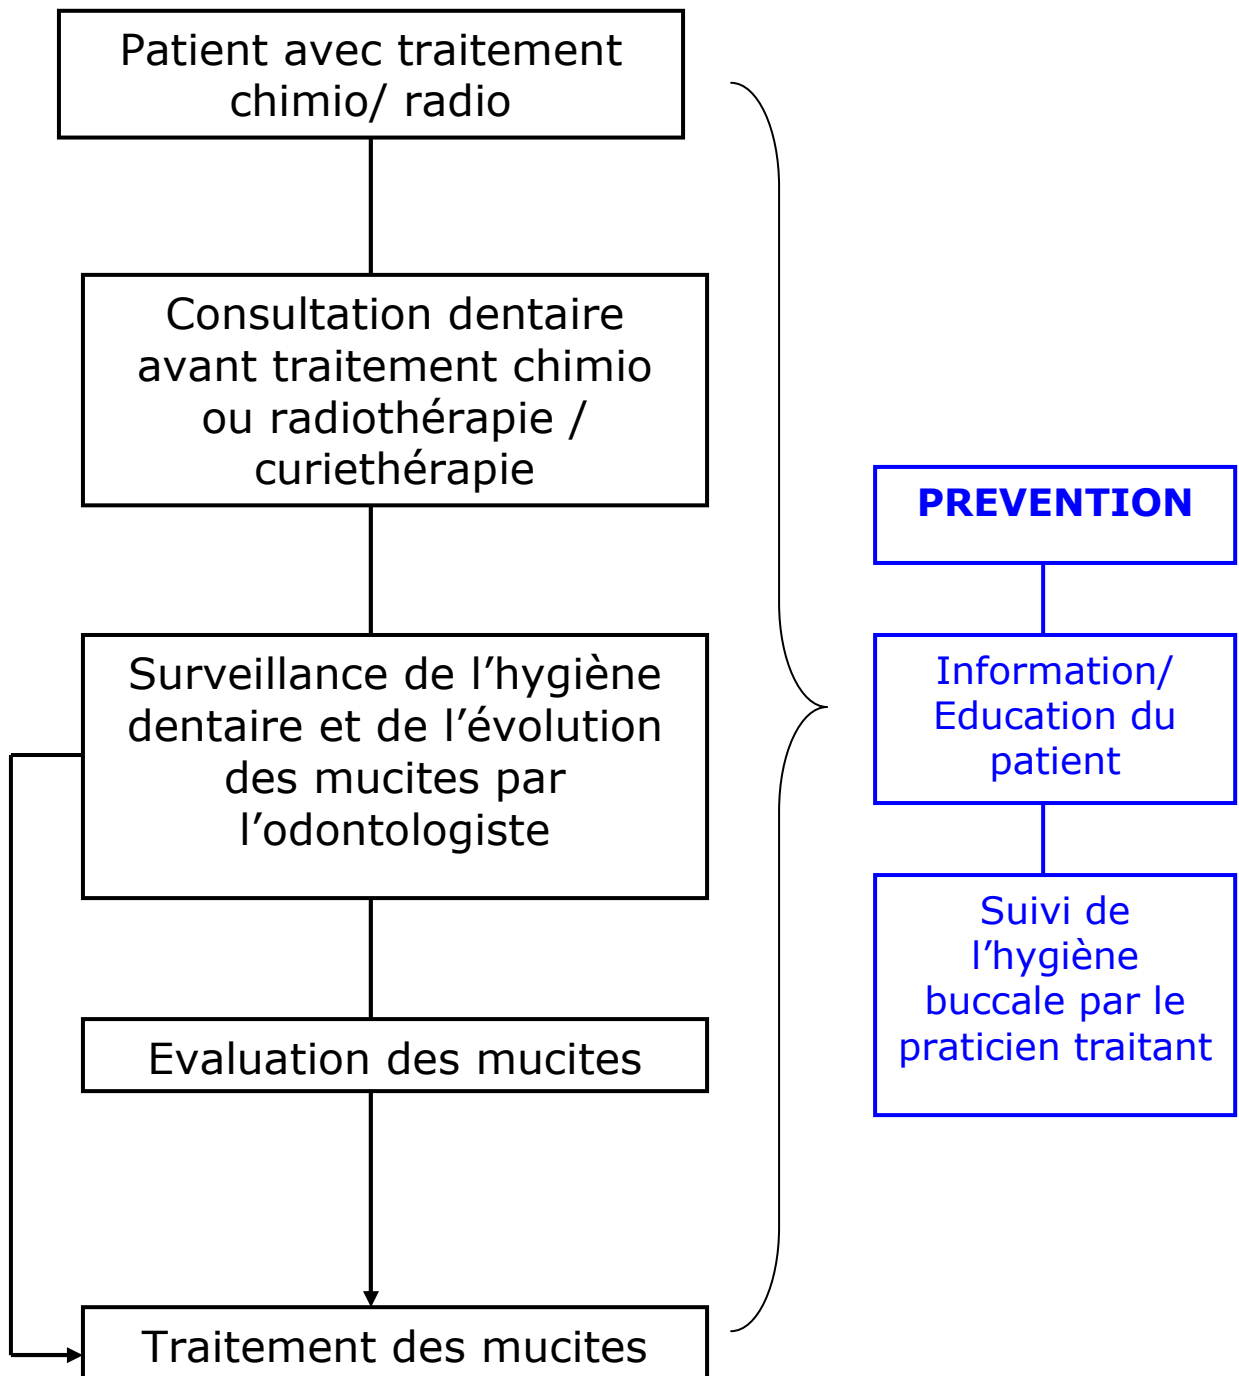 Patient avec traitement
chimio/ radio
Consultation dentaire
avant traitement chimio
ou radiothérapie /
curiethérapie
Surveillance de l’hygiène
dentaire et de l’évolution
des mucites par
l’odontologiste
Evaluation des mucites
Traitement des mucites
PREVENTION
Information/
Education du
patient
Suivi de
l’hygiène
buccale par le
praticien traitant